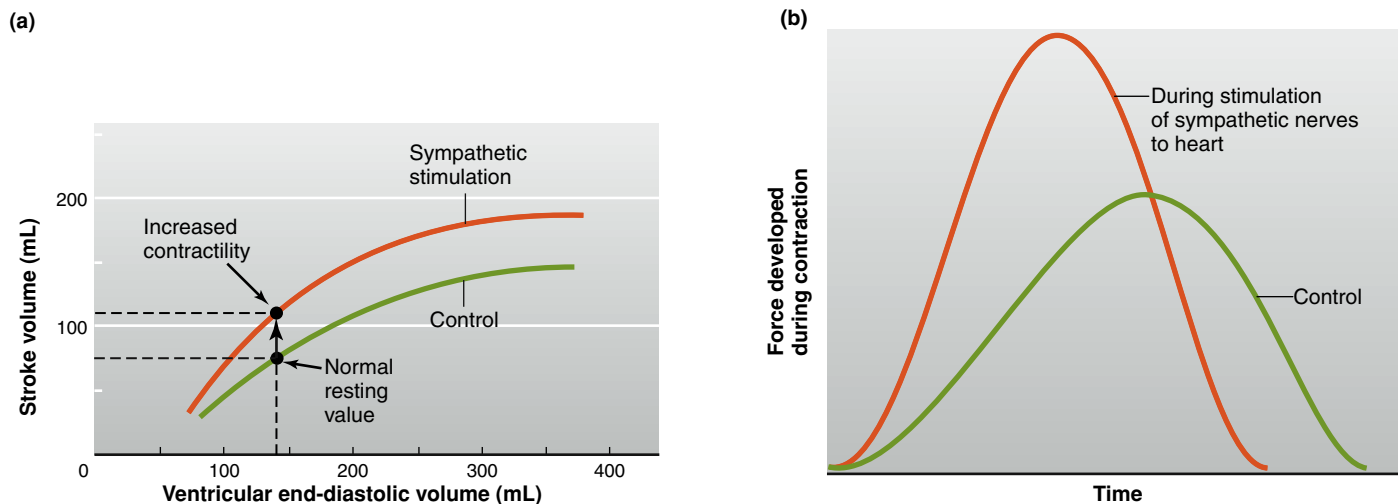 (a)
Stroke volume (mL)
200
100
0
Sympathetic
stimulation
Increased
contractility
Control
Normal
resting
value
100
200
300
400
Ventricular end-diastolic volume (mL)
(b)
Force developed
during contraction
During stimulation
of sympathetic nerves
to heart
Control
Time